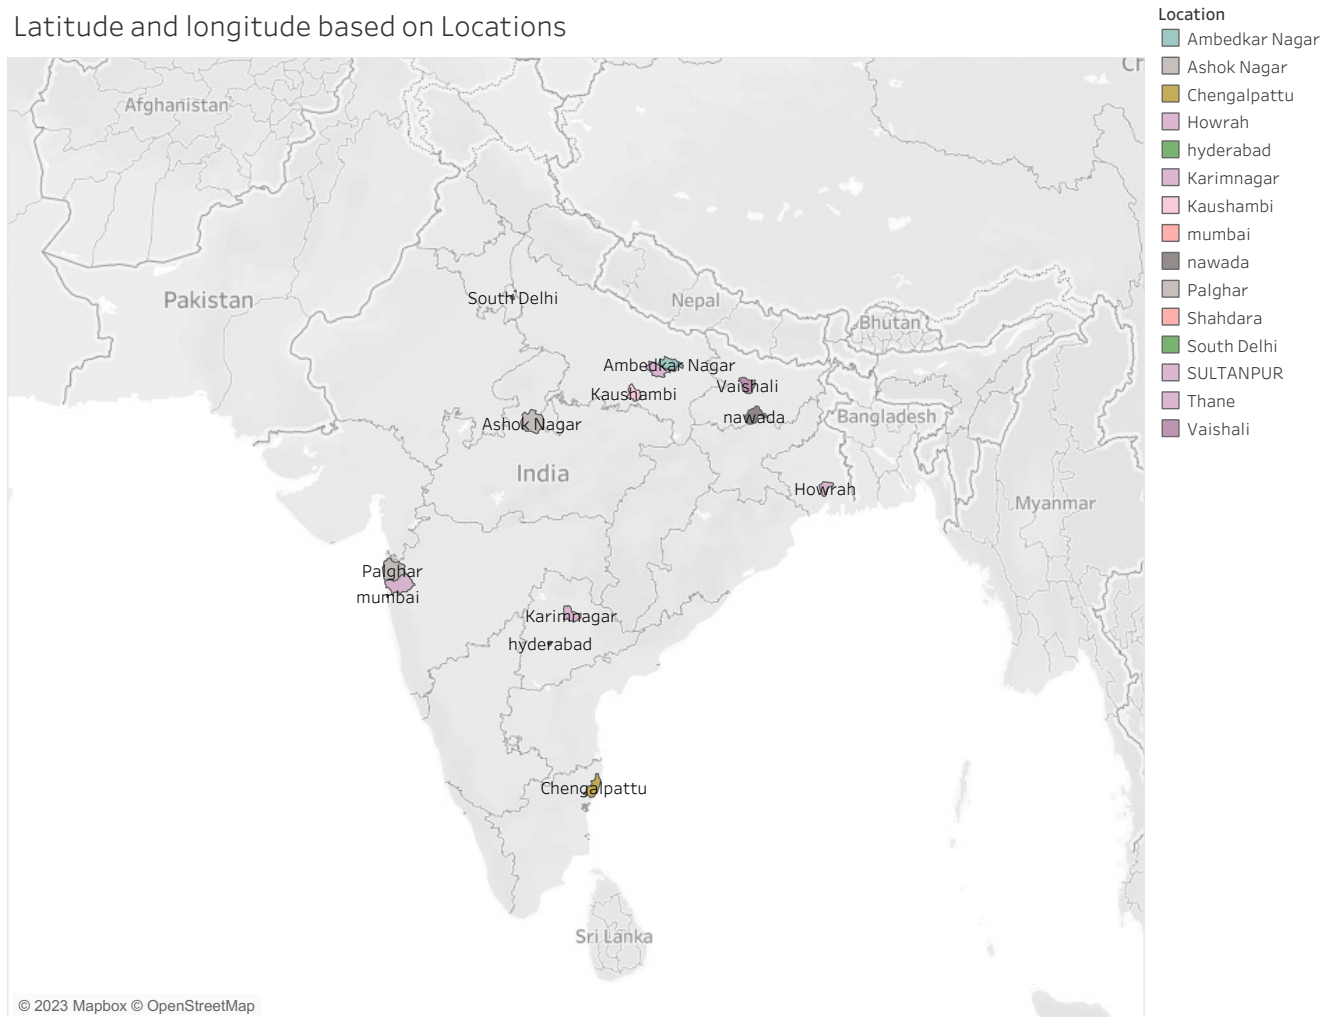 Latitude and longitude based on Locations
Location
Ambedkar Nagar
Ashok Nagar
Chengalpattu
Howrah
hyderabad
Karimnagar
Kaushambi
mumbai
nawada
Palghar
Shahdara
South Delhi
SULTANPUR
Thane
Vaishali
Afghanistan
Pakistan
South Delhi
Nepal
Bhutan
Ambedkar Nagar
Vaishali
Kaushambi
nawada
Bangladesh
Ashok Nagar
India
Howrah
Myanmar
Palghar
mumbai
Karimnagar
hyderabad
Chengalpattu
Sri Lanka
© 2023 Mapbox © OpenStreetMap